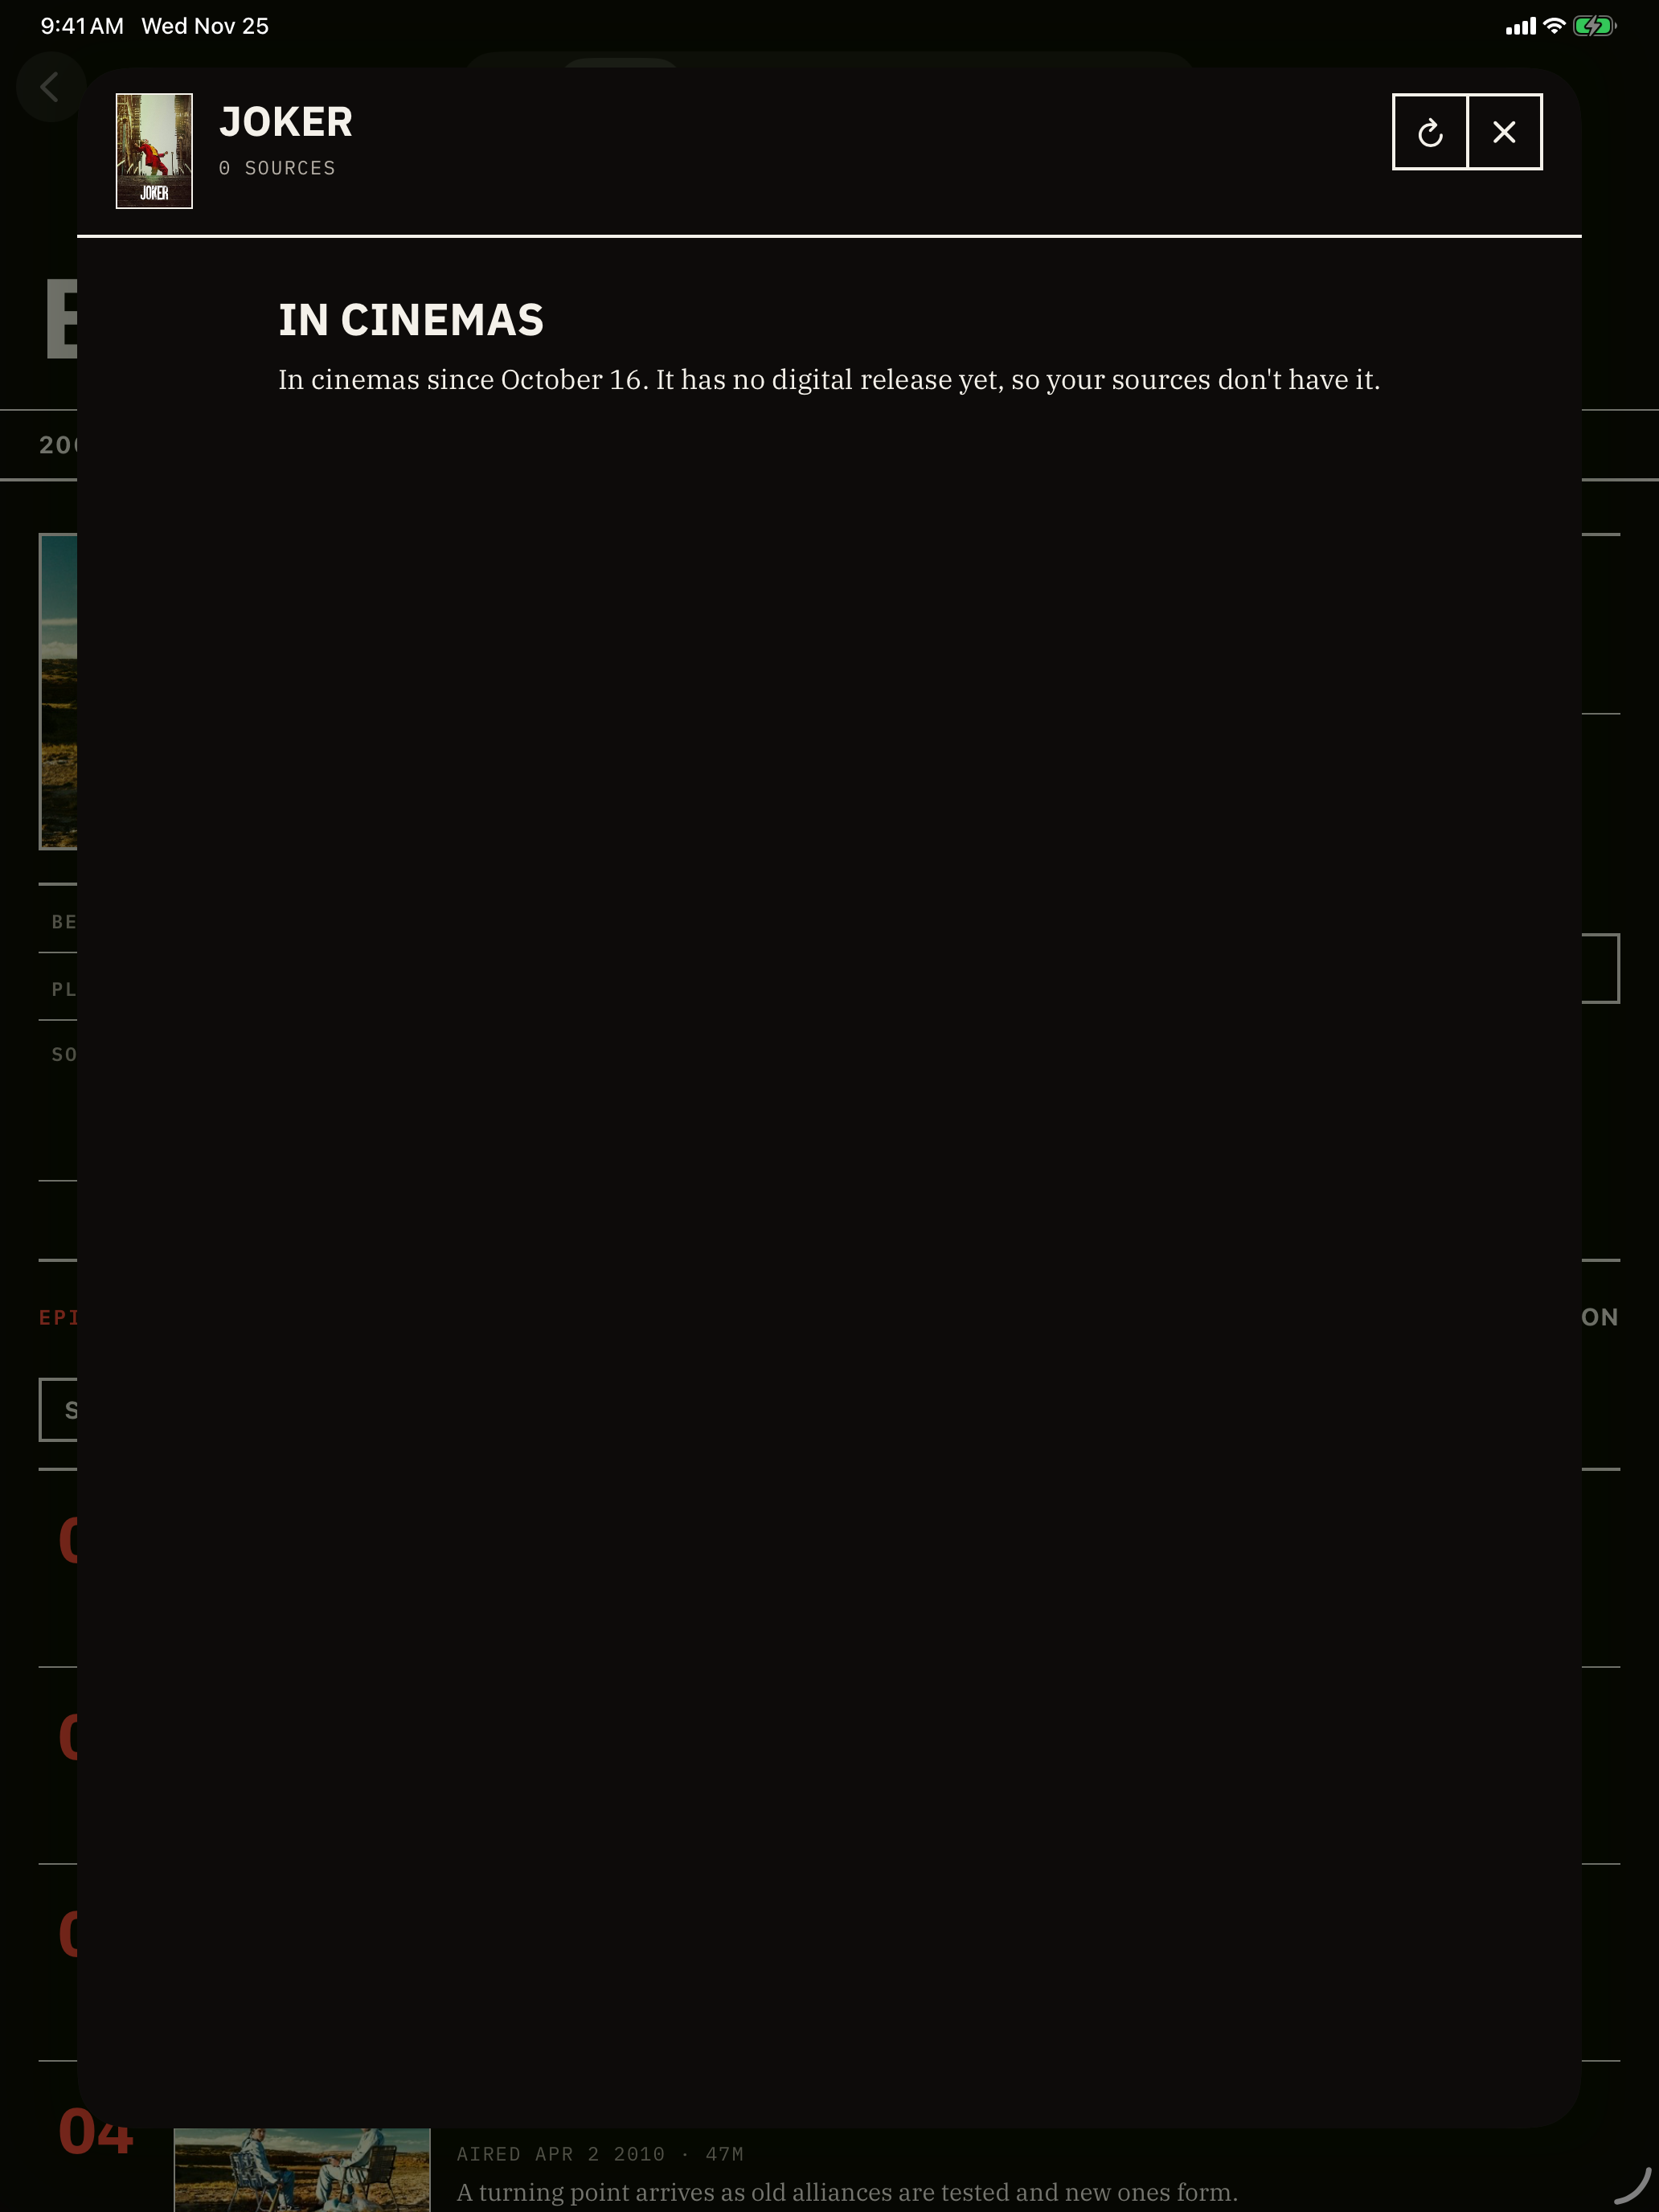 9:41 AM Wed Nov 25
JOKER
JOKER
0 SOURCES
IN CINEMAS
In cinemas since October 16. It has no digital release yet, so your sources don't have it.
04
AIRED APR 2 2010 · 47M
A turning point arrives as old alliances are tested and new ones form.